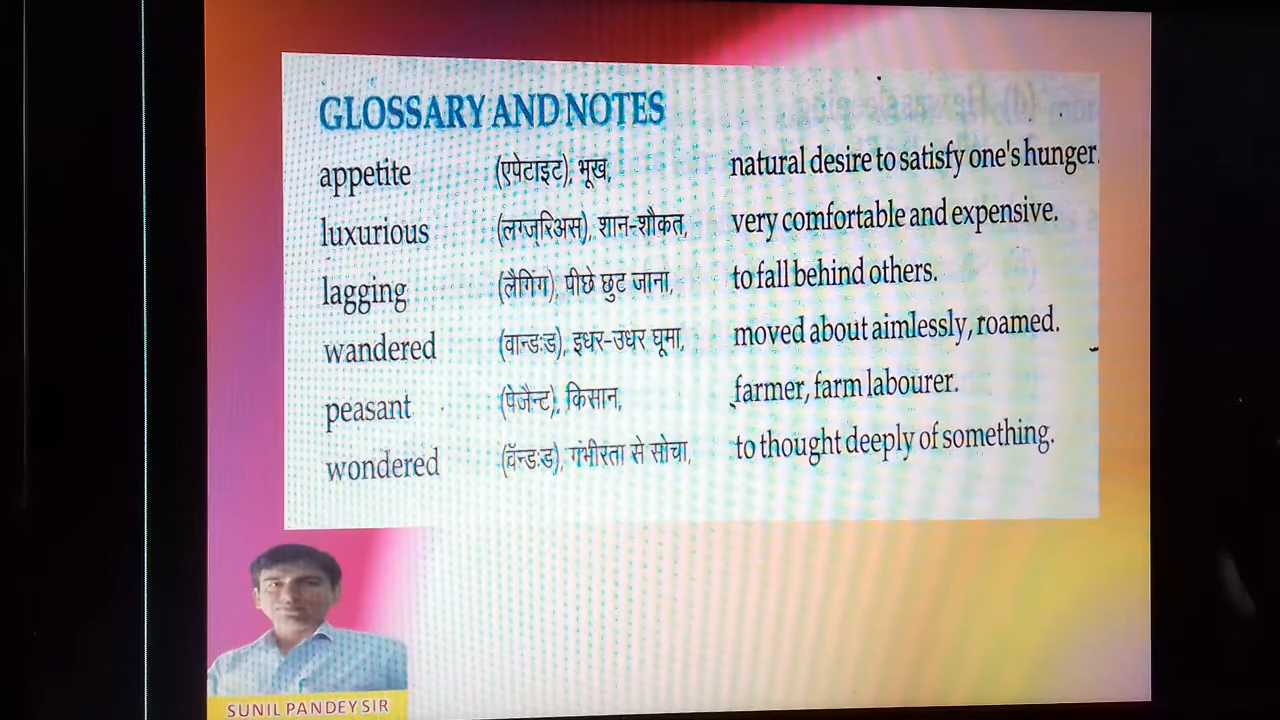 GLOSSARY AND NOTES
appetite (एपेटाइट), भूख, natural desire to satisfy one's hunger.
luxurious (लग्ज़रिअस), शान-शौकत, very comfortable and expensive.
lagging (लैगिंग), पीछे छुट जाना, to fall behind others.
wandered (वान्डःड), इधर-उधर घूमा, moved about aimlessly, roamed.
peasant (पेजैन्ट), किसान, farmer, farm labourer.
wondered (वॅन्डःड), गंभीरता से सोचा, to thought deeply of something.
SUNIL PANDEY SIR